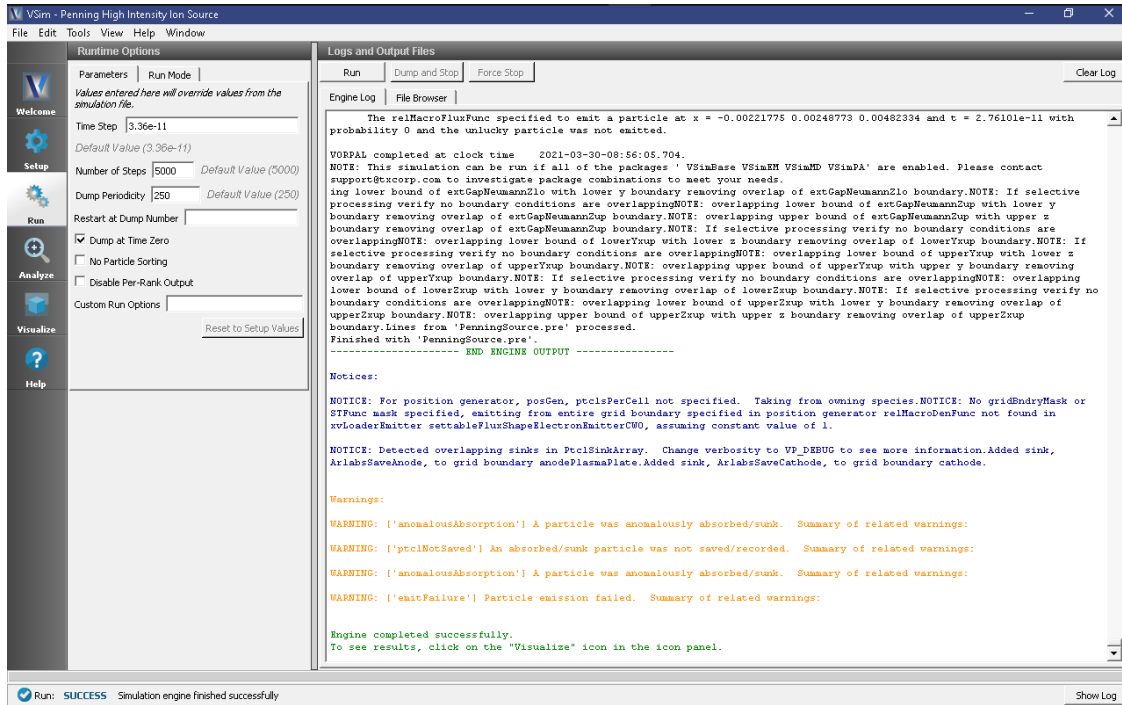 VSim - Penning High Intensity Ion Source
File Edit Tools View Help Window
Runtime Options
Parameters
Run Mode
Values entered here will override values from the
simulation file.
Time Step 3.36e-11
Default Value (3.36e-11)
Number of Steps 5000 Default Value (5000)
Dump Periodicity 250 Default Value (250)
Restart at Dump Number
Dump at Time Zero
No Particle Sorting
Disable Per-Rank Output
Custom Run Options
Reset to Setup Values
Welcome
Setup
Run
Analyze
Visualize
Help
Logs and Output Files
Run Dump and Stop Force Stop Clear Log
Engine Log File Browser
The relMacroFluxFunc specified to emit a particle at x = -0.00221775 0.00248773 0.00482334 and t = 2.76101e-11 with
probability 0 and the unlucky particle was not emitted.
VORPAL completed at clock time 2021-03-30-08:56:05.704.
NOTE: This simulation can be run if all of the packages ' VSimBase VSimEM VSimMD VSimPA' are enabled. Please contact
support@txcorp.com to investigate package combinations to meet your needs.
ing lower bound of extGapNeumannZlo with lower y boundary removing overlap of extGapNeumannZlo boundary.NOTE: If selective
processing verify no boundary conditions are overlappingNOTE: overlapping lower bound of extGapNeumannZup with lower y
boundary removing overlap of extGapNeumannZup boundary.NOTE: overlapping upper bound of extGapNeumannZup with upper z
boundary removing overlap of extGapNeumannZup boundary.NOTE: If selective processing verify no boundary conditions are
overlappingNOTE: overlapping lower bound of lowerYxup with lower z boundary removing overlap of lowerYxup boundary.NOTE: If
selective processing verify no boundary conditions are overlappingNOTE: overlapping lower bound of upperYxup with lower z
boundary removing overlap of upperYxup boundary.NOTE: overlapping upper bound of upperYxup with upper y boundary removing
overlap of upperYxup boundary.NOTE: If selective processing verify no boundary conditions are overlappingNOTE: overlapping
lower bound of lowerZxup with lower y boundary removing overlap of lowerZxup boundary.NOTE: If selective processing verify no
boundary conditions are overlappingNOTE: overlapping lower bound of upperZxup with lower y boundary removing overlap of
upperZxup boundary.NOTE: overlapping upper bound of upperZxup with upper z boundary removing overlap of upperZxup
boundary.Lines from 'PenningSource.pre' processed.
Finished with 'PenningSource.pre'.
--------------------- END ENGINE OUTPUT ----------------
Notices:
NOTICE: For position generator, posGen, ptclsPerCell not specified. Taking from owning species.NOTICE: No gridBndryMask or
STFunc mask specified, emitting from entire grid boundary specified in position generator relMacroDenFunc not found in
xvLoaderEmitter settableFluxShapeElectronEmitterCW0, assuming constant value of 1.
NOTICE: Detected overlapping sinks in PtclSinkArray. Change verbosity to VP_DEBUG to see more information.Added sink,
ArlabsSaveAnode, to grid boundary anodePlasmaPlate.Added sink, ArlabsSaveCathode, to grid boundary cathode.
Warnings:
WARNING: ['anomalousAbsorption'] A particle was anomalously absorbed/sunk. Summary of related warnings:
WARNING: ['ptclNotSaved'] An absorbed/sunk particle was not saved/recorded. Summary of related warnings:
WARNING: ['anomalousAbsorption'] A particle was anomalously absorbed/sunk. Summary of related warnings:
WARNING: ['emitFailure'] Particle emission failed. Summary of related warnings:
Engine completed successfully.
To see results, click on the "Visualize" icon in the icon panel.
Run: SUCCESS Simulation engine finished successfully Show Log